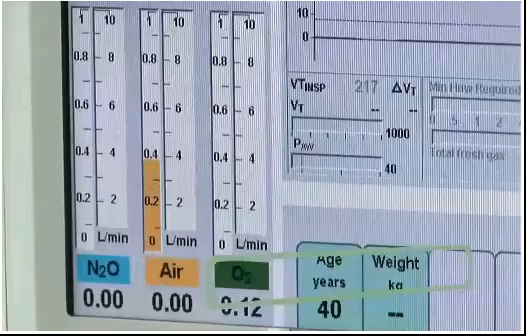 1 10 1 10 1 10
0.8 8 0.8 8 0.8 8
0.6 6 0.6 6 0.6 6
0.4 4 0.4 4 0.4 4
0.2 2 0.2 2 0.2 2
0 L/min 0 L/min 0 L/min
N2O Air O2
0.00 0.00 0.12
10
0
VTINSP 217 ΔVT
VT -- --
1000
PAW
40
Min Flow Required
0 .5 1 2
Total fresh gas
Age Weight
years kg
40 --